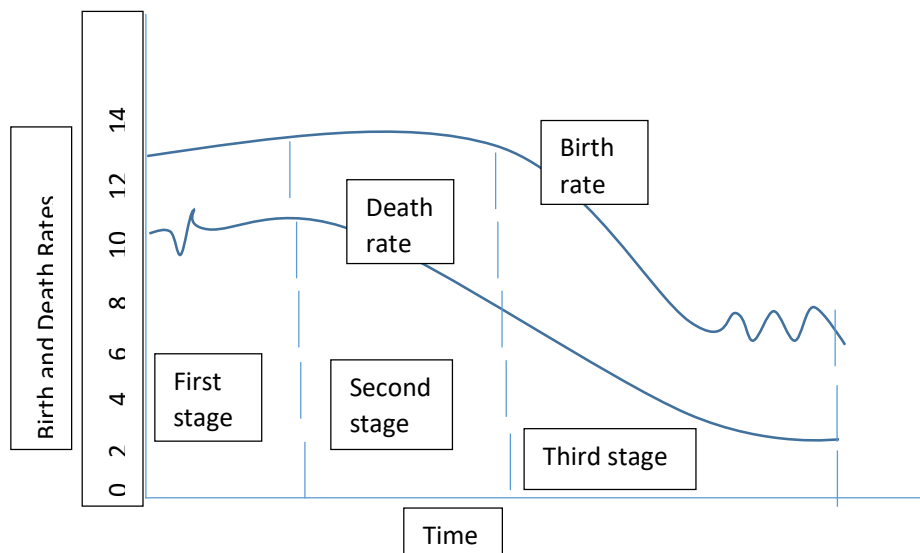 Birth and Death Rates
14
12
10
8
6
4
2
0
Birth
rate
Death
rate
First
stage
Second
stage
Third stage
Time